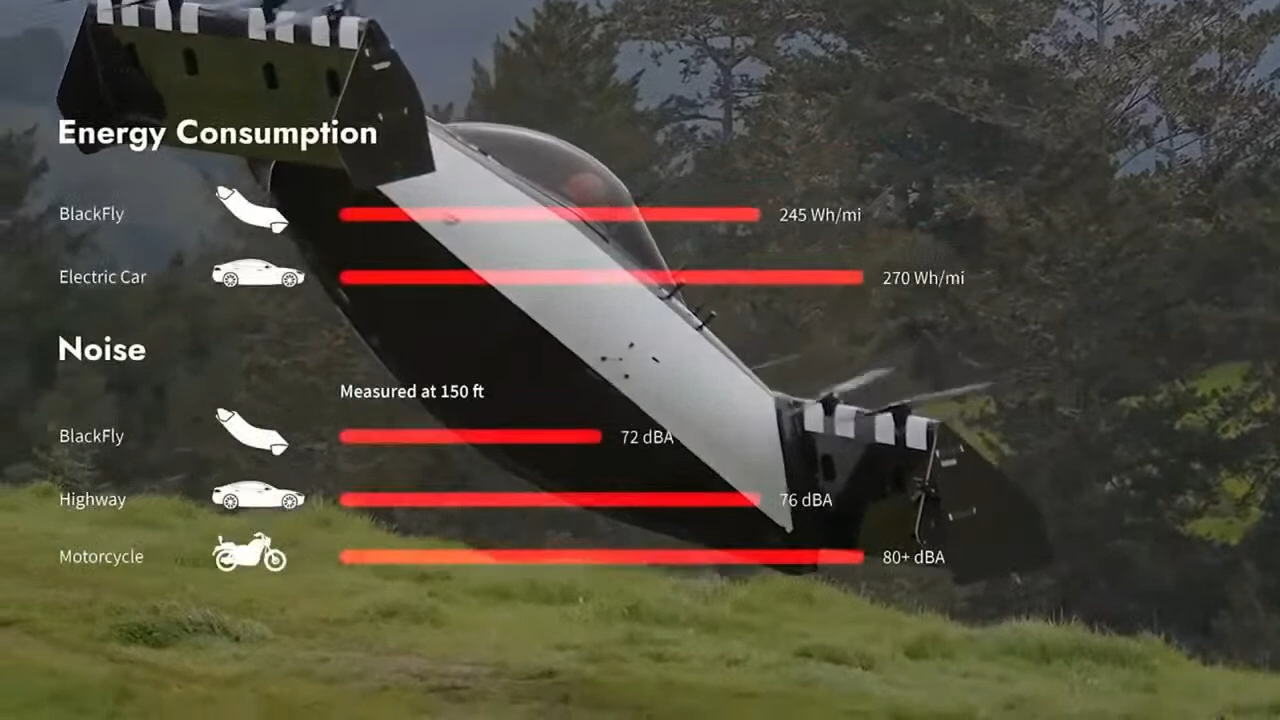 Energy Consumption
BlackFly 245 Wh/mi
Electric Car 270 Wh/mi
Noise
Measured at 150 ft
BlackFly 72 dBA
Highway 76 dBA
Motorcycle 80+ dBA